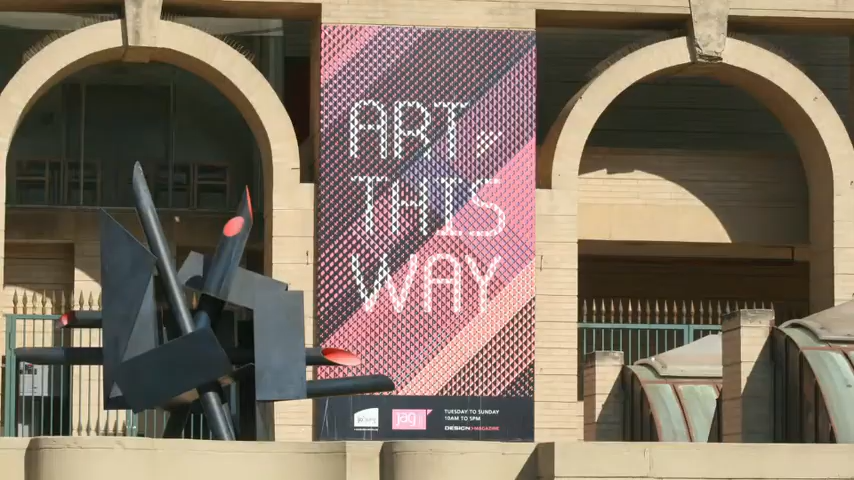 ART
THIS
WAY
jag
TUESDAY TO SUNDAY
10AM TO 5PM
DESIGN>MAGAZINE